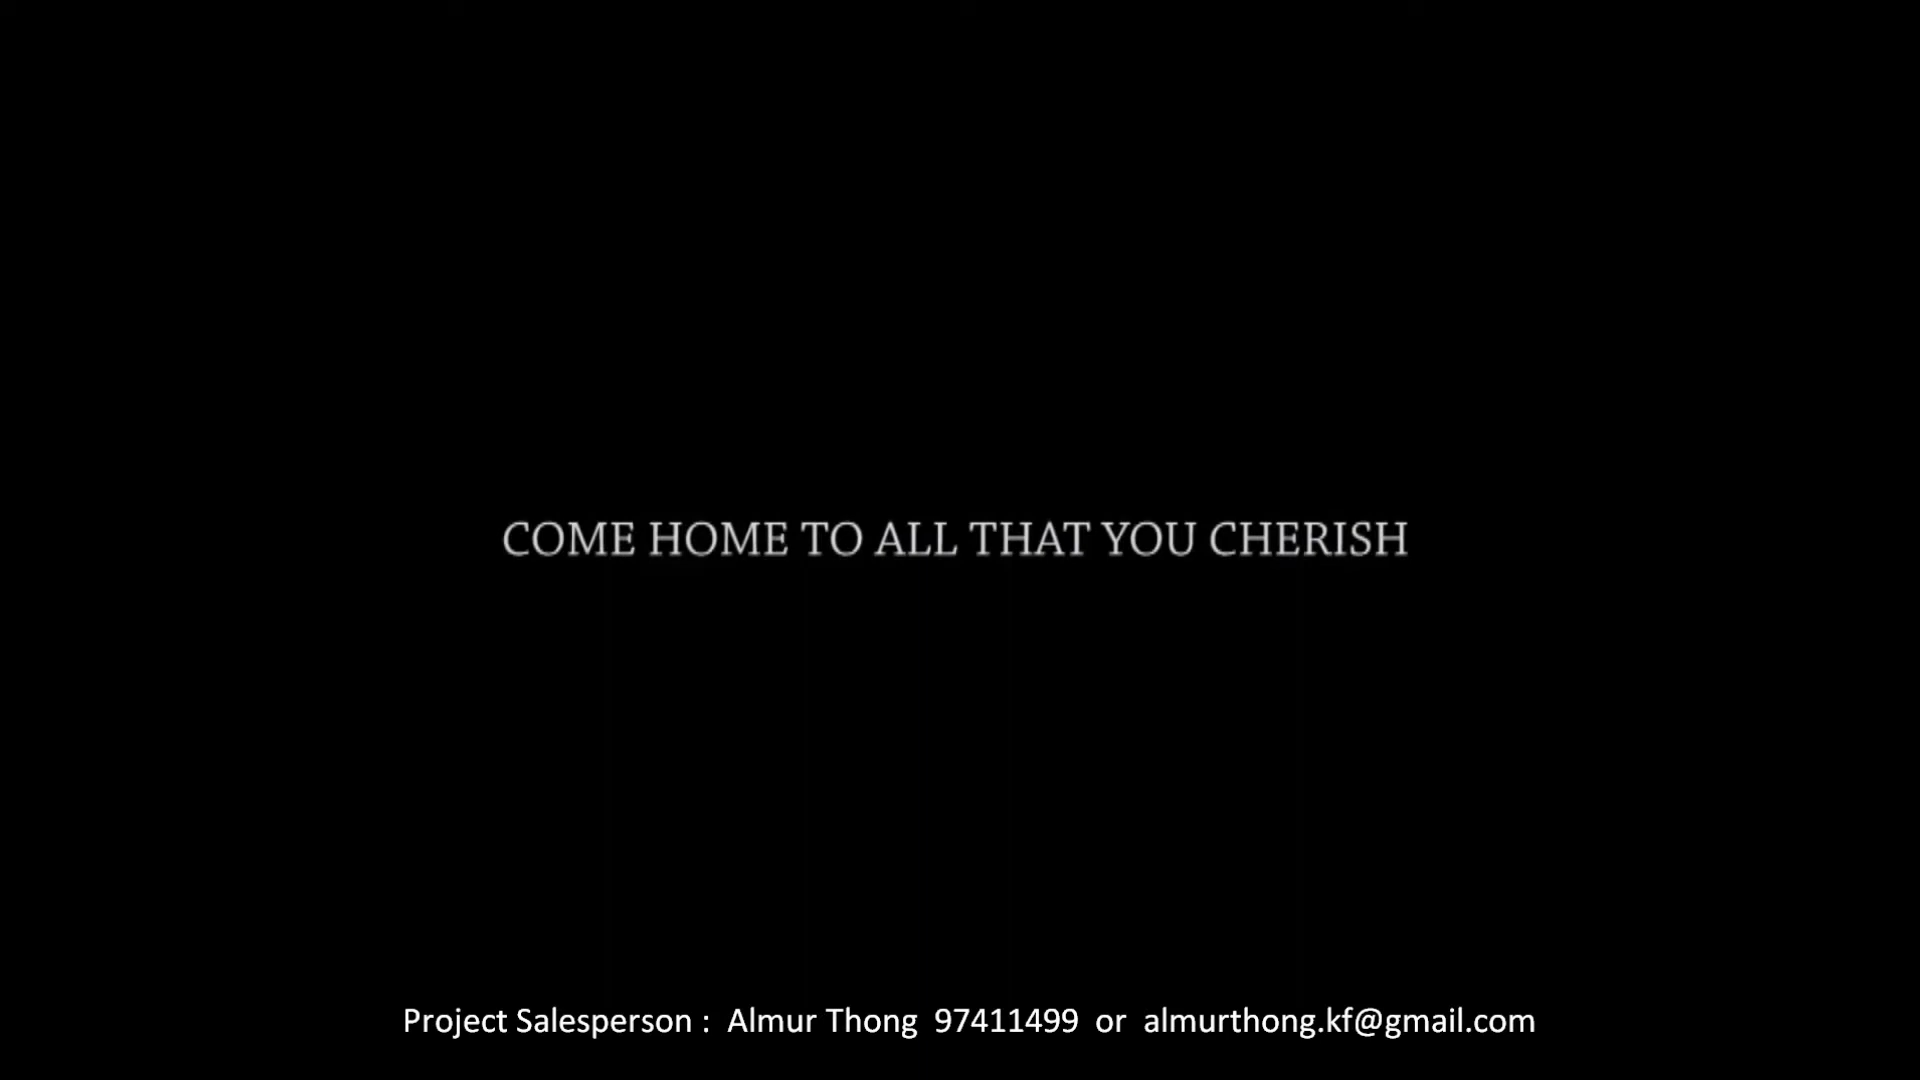 COME HOME TO ALL THAT YOU CHERISH
Project Salesperson : Almur Thong 97411499 or almurthong.kf@gmail.com